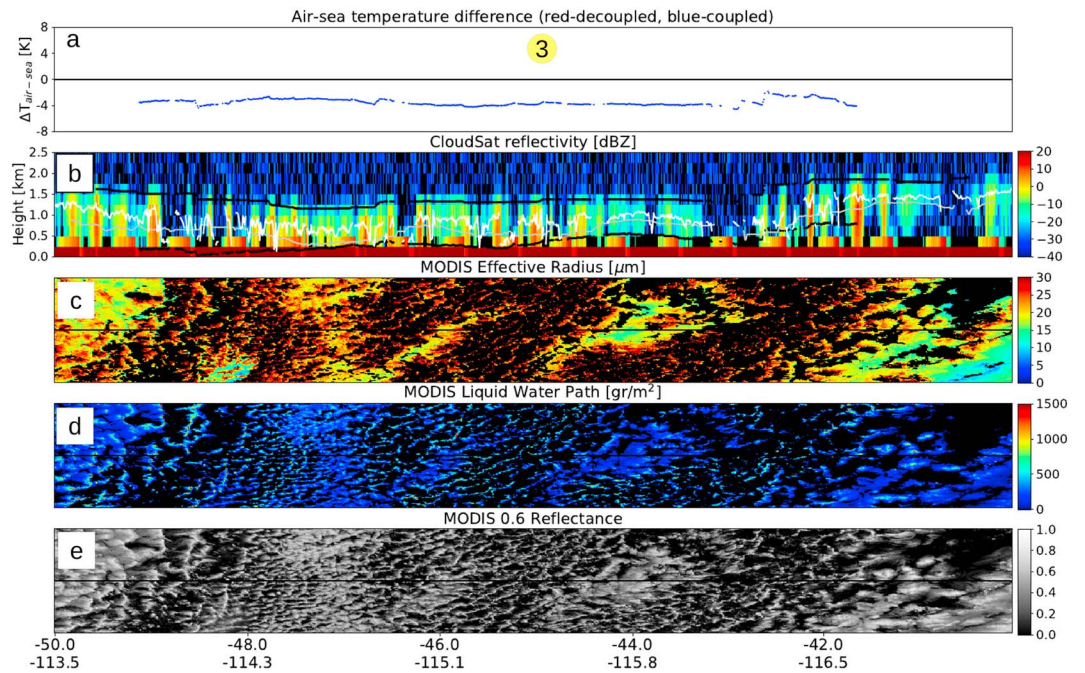 Air-sea temperature difference (red-decoupled, blue-coupled)
a
3
ΔT_air−sea [K]
8
4
0
−4
−8
CloudSat reflectivity [dBZ]
b
Height [km]
2.5
2.0
1.5
1.0
0.5
0.0
20
10
0
−10
−20
−30
−40
MODIS Effective Radius [μm]
c
30
25
20
15
10
5
0
MODIS Liquid Water Path [gr/m²]
d
1500
1000
500
0
MODIS 0.6 Reflectance
e
1.0
0.8
0.6
0.4
0.2
0.0
-50.0 -48.0 -46.0 -44.0 -42.0
-113.5 -114.3 -115.1 -115.8 -116.5